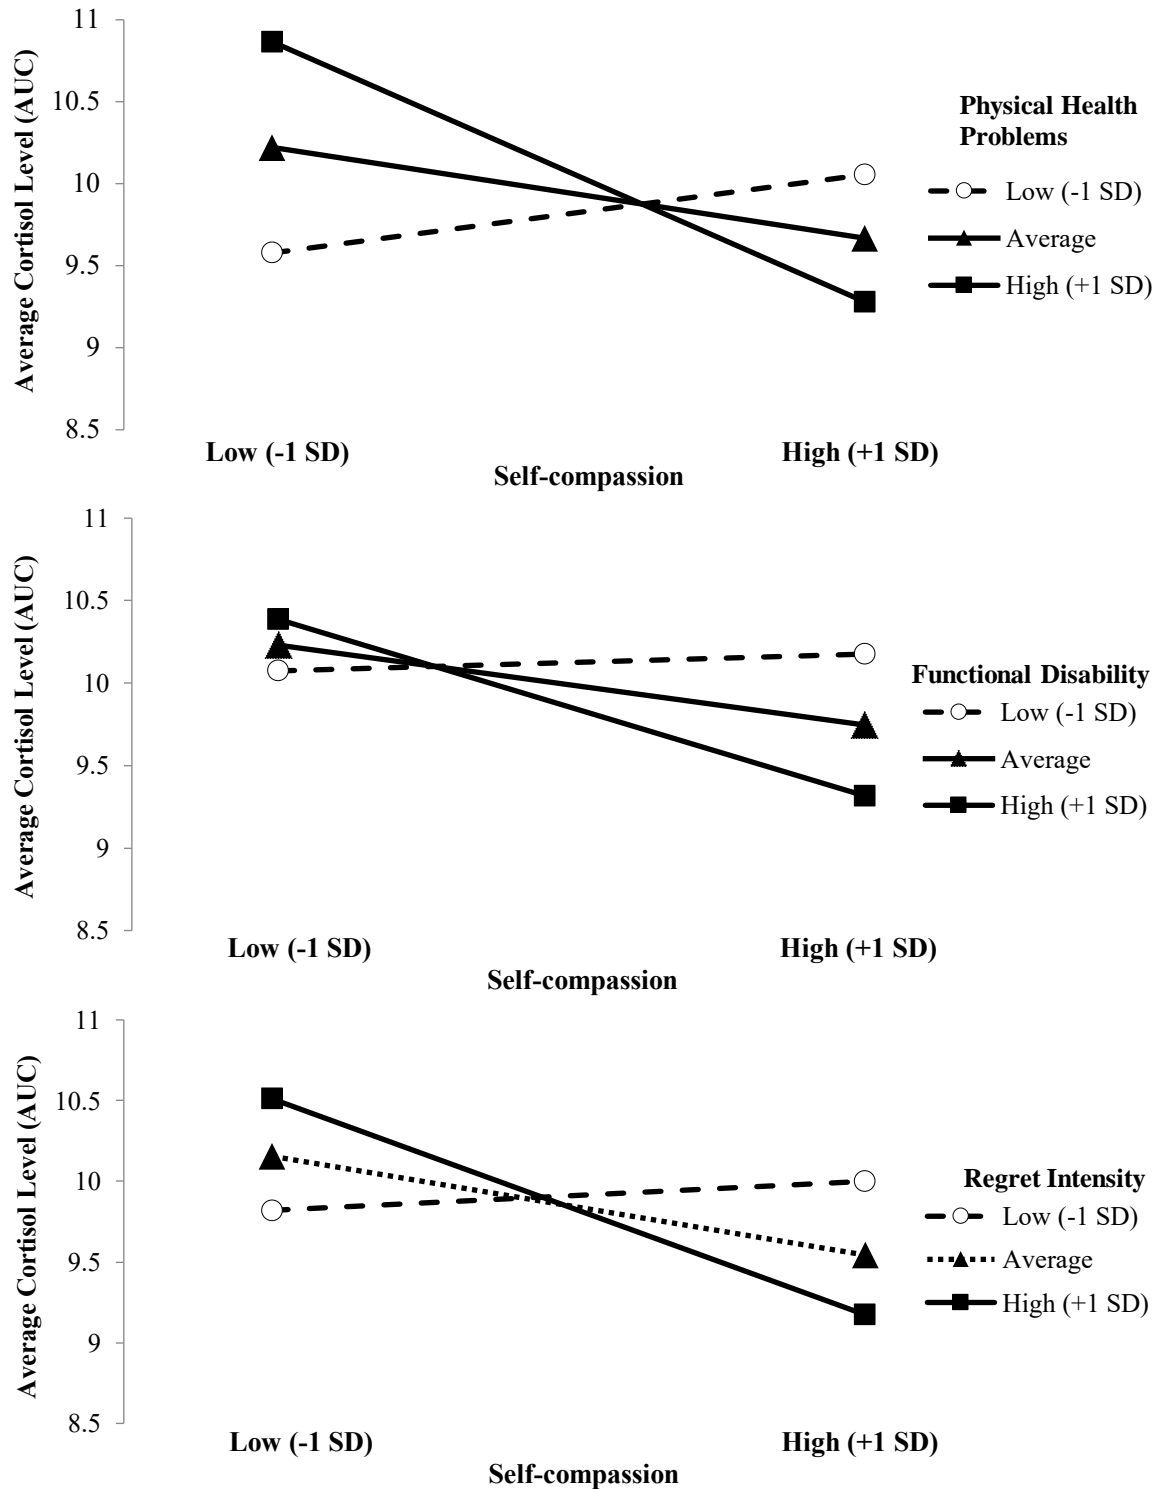 Average Cortisol Level (AUC)
11
10.5
10
9.5
9
8.5
Low (-1 SD)
High (+1 SD)
Self-compassion
Physical Health
Problems
Low (-1 SD)
Average
High (+1 SD)
Average Cortisol Level (AUC)
11
10.5
10
9.5
9
8.5
Low (-1 SD)
High (+1 SD)
Self-compassion
Functional Disability
Low (-1 SD)
Average
High (+1 SD)
Average Cortisol Level (AUC)
11
10.5
10
9.5
9
8.5
Low (-1 SD)
High (+1 SD)
Self-compassion
Regret Intensity
Low (-1 SD)
Average
High (+1 SD)